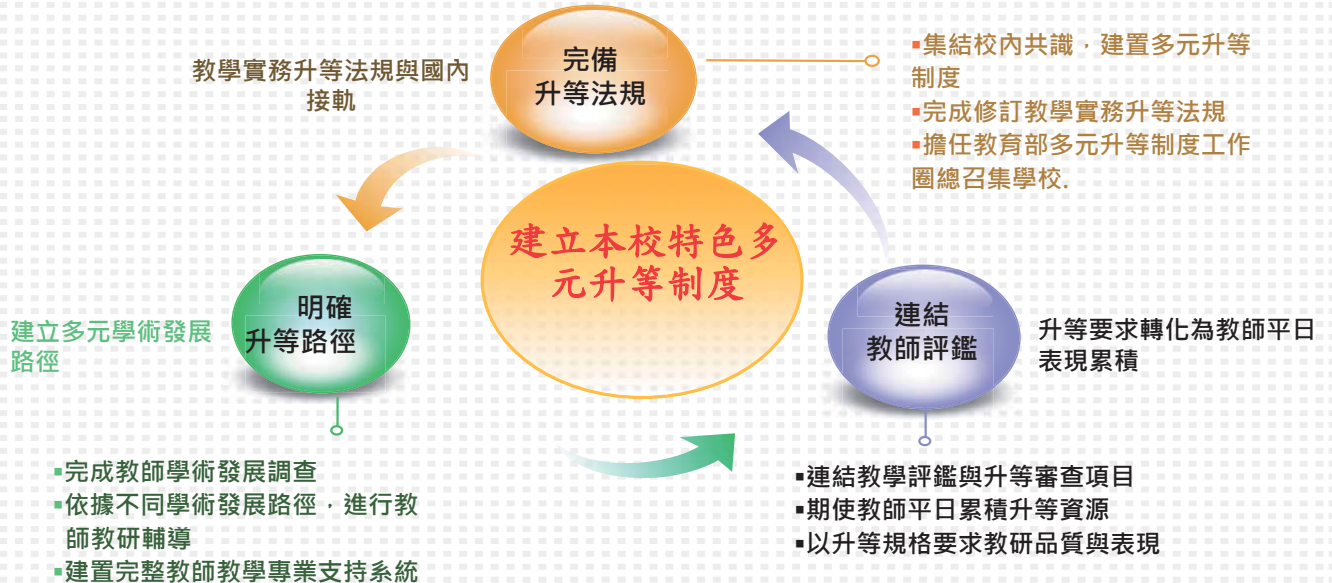 教學實務升等法規與國內
接軌
完備
升等法規
▪集結校內共識，建置多元升等
制度
▪完成修訂教學實務升等法規
▪擔任教育部多元升等制度工作
圈總召集學校.
建立本校特色多
元升等制度
建立多元學術發展
路徑
明確
升等路徑
連結
教師評鑑
升等要求轉化為教師平日
表現累積
▪完成教師學術發展調查
▪依據不同學術發展路徑，進行教
師教研輔導
▪建置完整教師教學專業支持系統
▪連結教學評鑑與升等審查項目
▪期使教師平日累積升等資源
▪以升等規格要求教研品質與表現